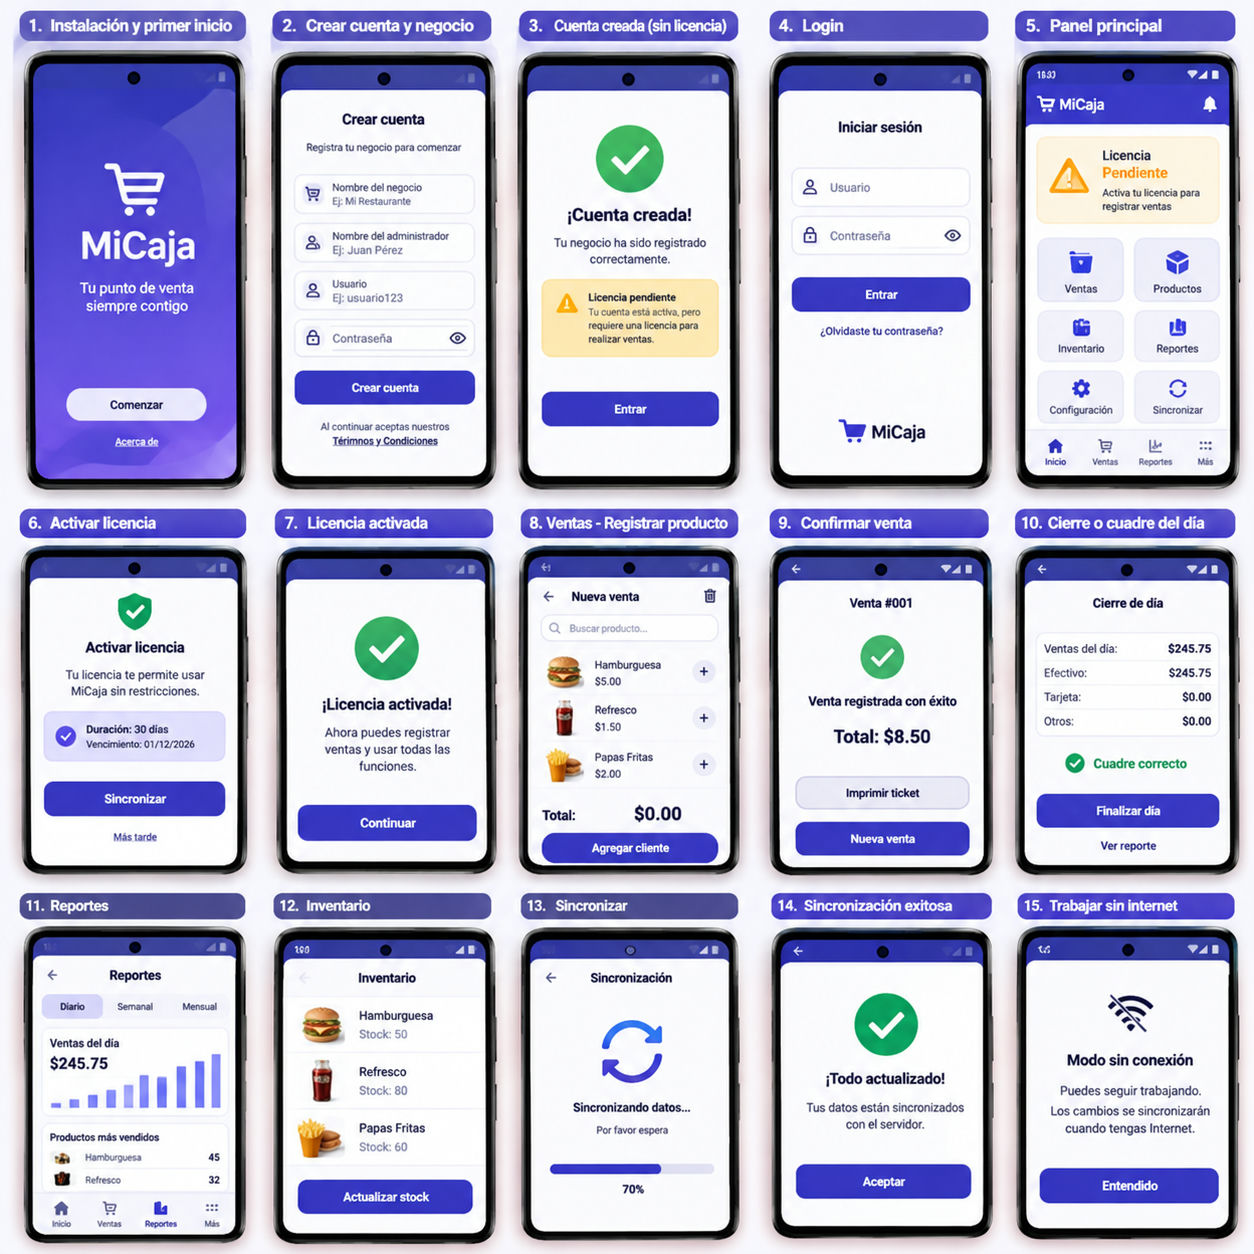 1. Instalación y primer inicio
MiCaja
Tu punto de venta
siempre contigo
Comenzar
Acerca de
2. Crear cuenta y negocio
Crear cuenta
Registra tu negocio para comenzar
Nombre del negocio
Ej: Mi Restaurante
Nombre del administrador
Ej: Juan Pérez
Usuario
Ej: usuario123
Contraseña
Crear cuenta
Al continuar aceptas nuestros
Térimnos y Condiciones
3. Cuenta creada (sin licencia)
¡Cuenta creada!
Tu negocio ha sido registrado
correctamente.
Licencia pendiente
Tu cuenta está activa, pero
requiere una licencia para
realizar ventas.
Entrar
4. Login
Iniciar sesión
Usuario
Contraseña
Entrar
¿Olvidaste tu contraseña?
MiCaja
5. Panel principal
MiCaja
Licencia
Pendiente
Activa tu licencia para
registrar ventas
Ventas
Productos
Inventario
Reportes
Configuración
Sincronizar
Inicio
Ventas
Reportes
Más
6. Activar licencia
Activar licencia
Tu licencia te permite usar
MiCaja sin restricciones.
Duración: 30 días
Vencimiento: 01/12/2026
Sincronizar
Más tarde
7. Licencia activada
¡Licencia activada!
Ahora puedes registrar
ventas y usar todas las
funciones.
Continuar
8. Ventas - Registrar producto
Nueva venta
Buscar producto...
Hamburguesa
$5.00
Refresco
$1.50
Papas Fritas
$2.00
Total: $0.00
Agregar cliente
9. Confirmar venta
Venta #001
Venta registrada con éxito
Total: $8.50
Imprimir ticket
Nueva venta
10. Cierre o cuadre del día
Cierre de día
Ventas del día: $245.75
Efectivo: $245.75
Tarjeta: $0.00
Otros: $0.00
Cuadre correcto
Finalizar día
Ver reporte
11. Reportes
Reportes
Diario Semanal Mensual
Ventas del día
$245.75
Productos más vendidos
Hamburguesa 45
Refresco 32
Inicio
Ventas
Reportes
Más
12. Inventario
Inventario
Hamburguesa
Stock: 50
Refresco
Stock: 80
Papas Fritas
Stock: 60
Actualizar stock
13. Sincronizar
Sincronización
Sincronizando datos...
Por favor espera
70%
14. Sincronización exitosa
¡Todo actualizado!
Tus datos están sincronizados
con el servidor.
Aceptar
15. Trabajar sin internet
Modo sin conexión
Puedes seguir trabajando.
Los cambios se sincronizarán
cuando tengas Internet.
Entendido